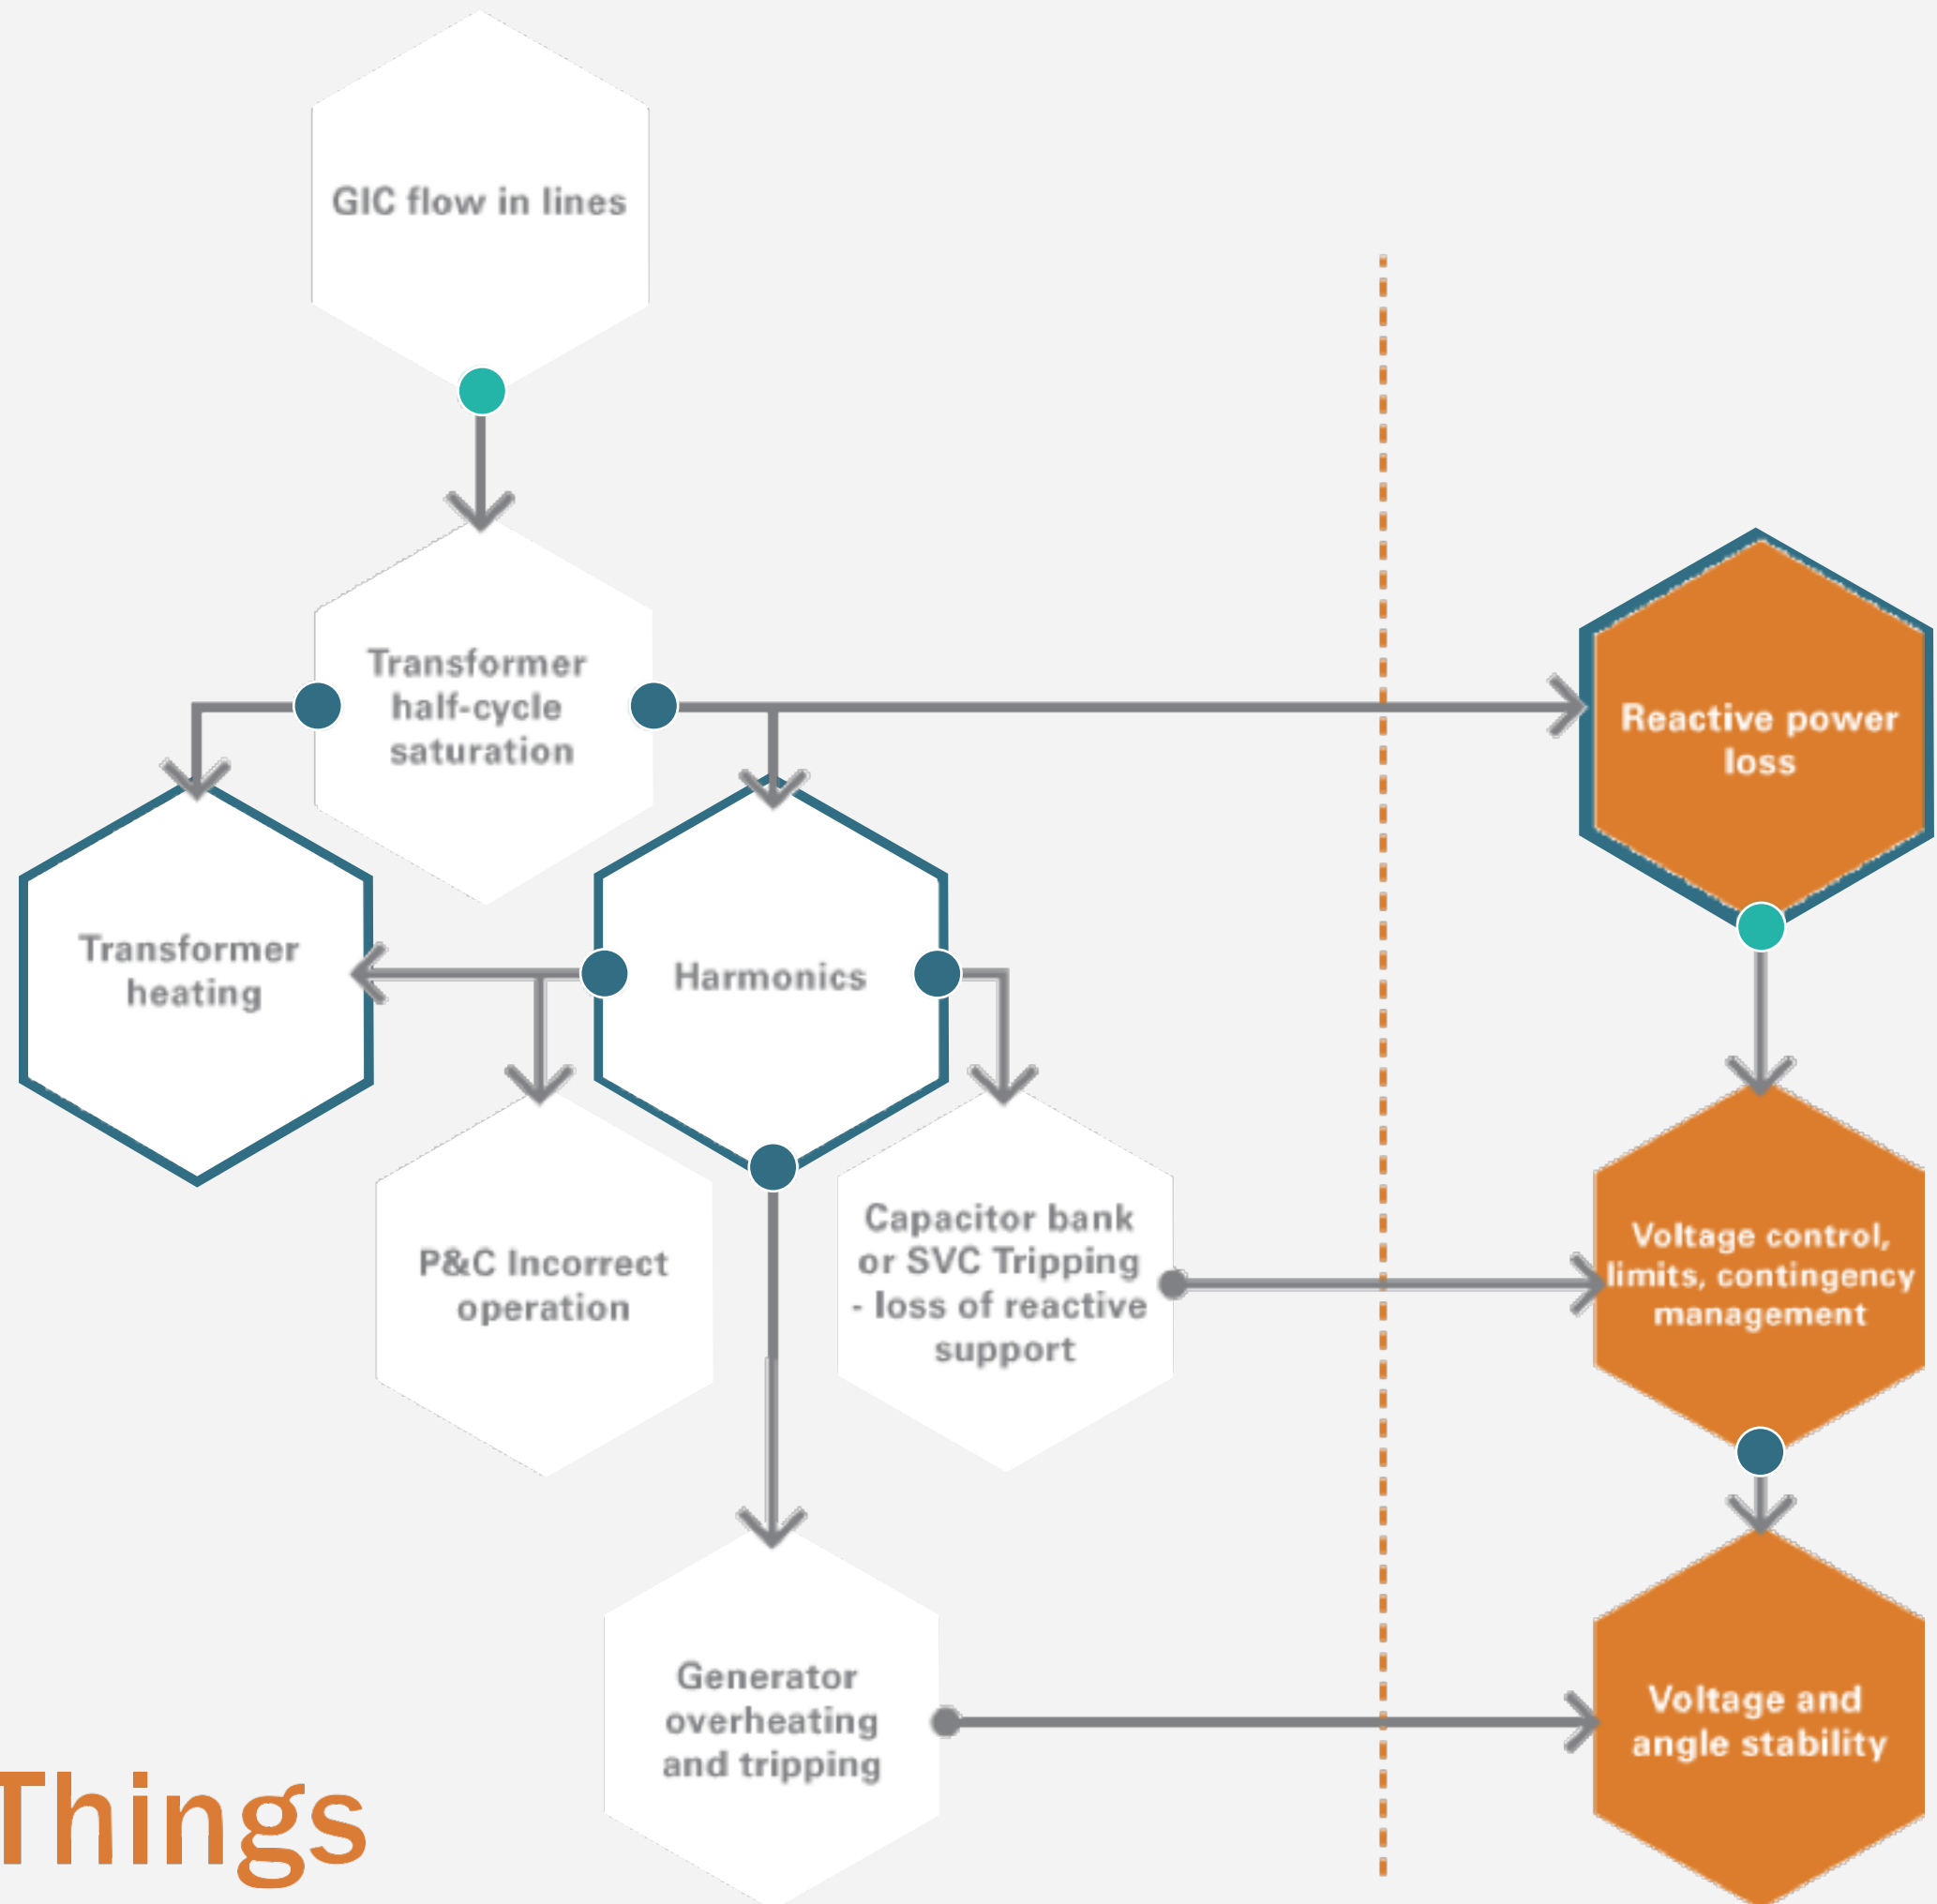 GIC flow in lines
Transformer
half-cycle
saturation
Reactive power
loss
Transformer
heating
Harmonics
P&C Incorrect
operation
Capacitor bank
or SVC Tripping
- loss of reactive
support
Voltage control,
limits, contingency
management
Generator
overheating
and tripping
Voltage and
angle stability
Things